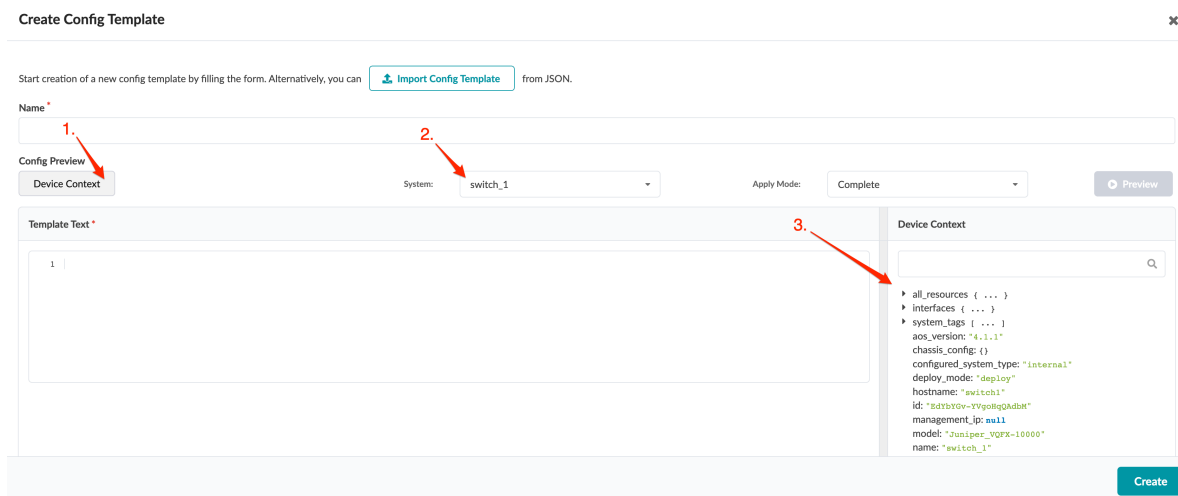 Create Config Template
Start creation of a new config template by filling the form. Alternatively, you can Import Config Template from JSON.
Name *
1.
2.
Config Preview
Device Context System: switch_1 Apply Mode: Complete Preview
Template Text * 3. Device Context
1
all_resources { ... }
interfaces { ... }
system_tags [ ... ]
aos_version: "4.1.1"
chassis_config: {}
configured_system_type: "internal"
deploy_mode: "deploy"
hostname: "switch1"
id: "EdYbYGv-YVgoHqQAdbM"
management_ip: null
model: "Juniper_VQFX-10000"
name: "switch_1"
Create